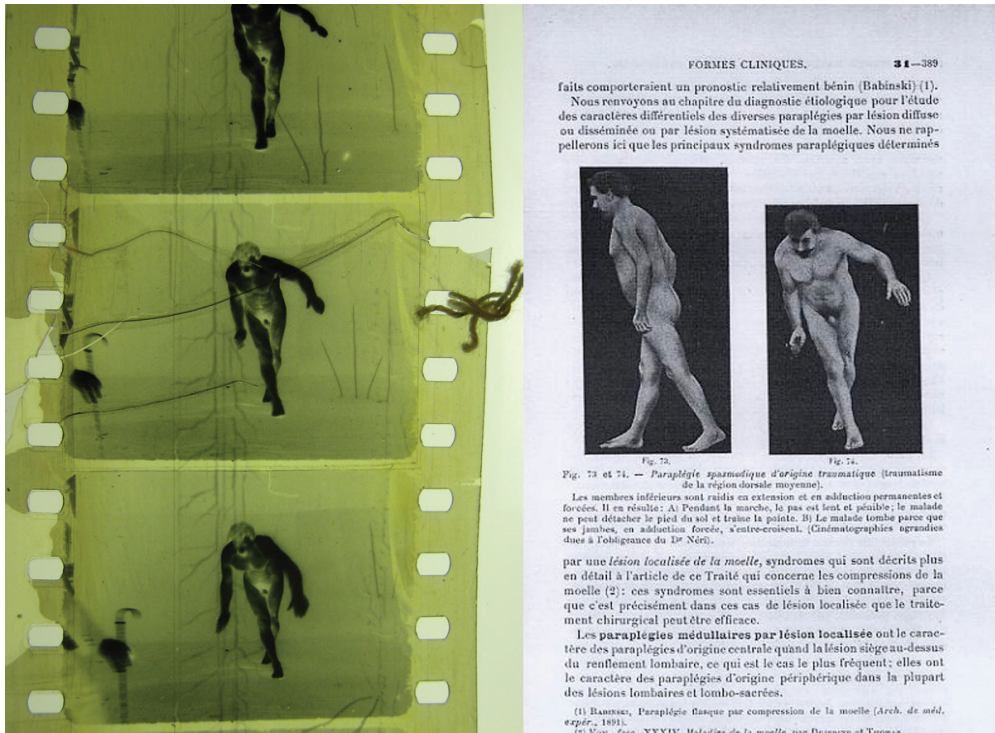 FORMES CLINIQUES. 31—389
faits comporteraient un pronostic relativement bénin (Babinski) (1).
Nous renvoyons au chapitre du diagnostic étiologique pour l'étude
des caractères différentiels des diverses paraplégies par lésion diffuse
ou disséminée ou par lésion systématisée de la moelle. Nous ne rap-
pellerons ici que les principaux syndromes paraplégiques déterminés
Fig. 73. Fig. 74.
Fig. 73 et 74. — Paraplégie spasmodique d'origine traumatique (traumatisme
de la région dorsale moyenne).
Les membres inférieurs sont raidis en extension et en adduction permanentes et
forcées. Il en résulte: A) Pendant la marche, le pas est lent et pénible; le malade
ne peut détacher le pied du sol et traîne la pointe. B) Le malade tombe parce que
ses jambes, en adduction forcée, s'entre-croisent. (Cinématographies agrandies
dues à l'obligeance du Dr Néri).
par une lésion localisée de la moelle, syndromes qui sont décrits plus
en détail à l'article de ce Traité qui concerne les compressions de la
moelle (2): ces syndromes sont essentiels à bien connaître, parce
que c'est précisément dans ces cas de lésion localisée que le traite-
ment chirurgical peut être efficace.
Les paraplégies médullaires par lésion localisée ont le carac-
tère des paraplégies d'origine centrale quand la lésion siège au-dessus
du renflement lombaire, ce qui est le cas le plus fréquent; elles ont
le caractère des paraplégies d'origine périphérique dans la plupart
des lésions lombaires et lombo-sacrées.
(1) BABINSKI, Paraplégie flasque par compression de la moelle (Arch. de méd.
expér., 1891).
XXXIV, Maladies de la moelle, par